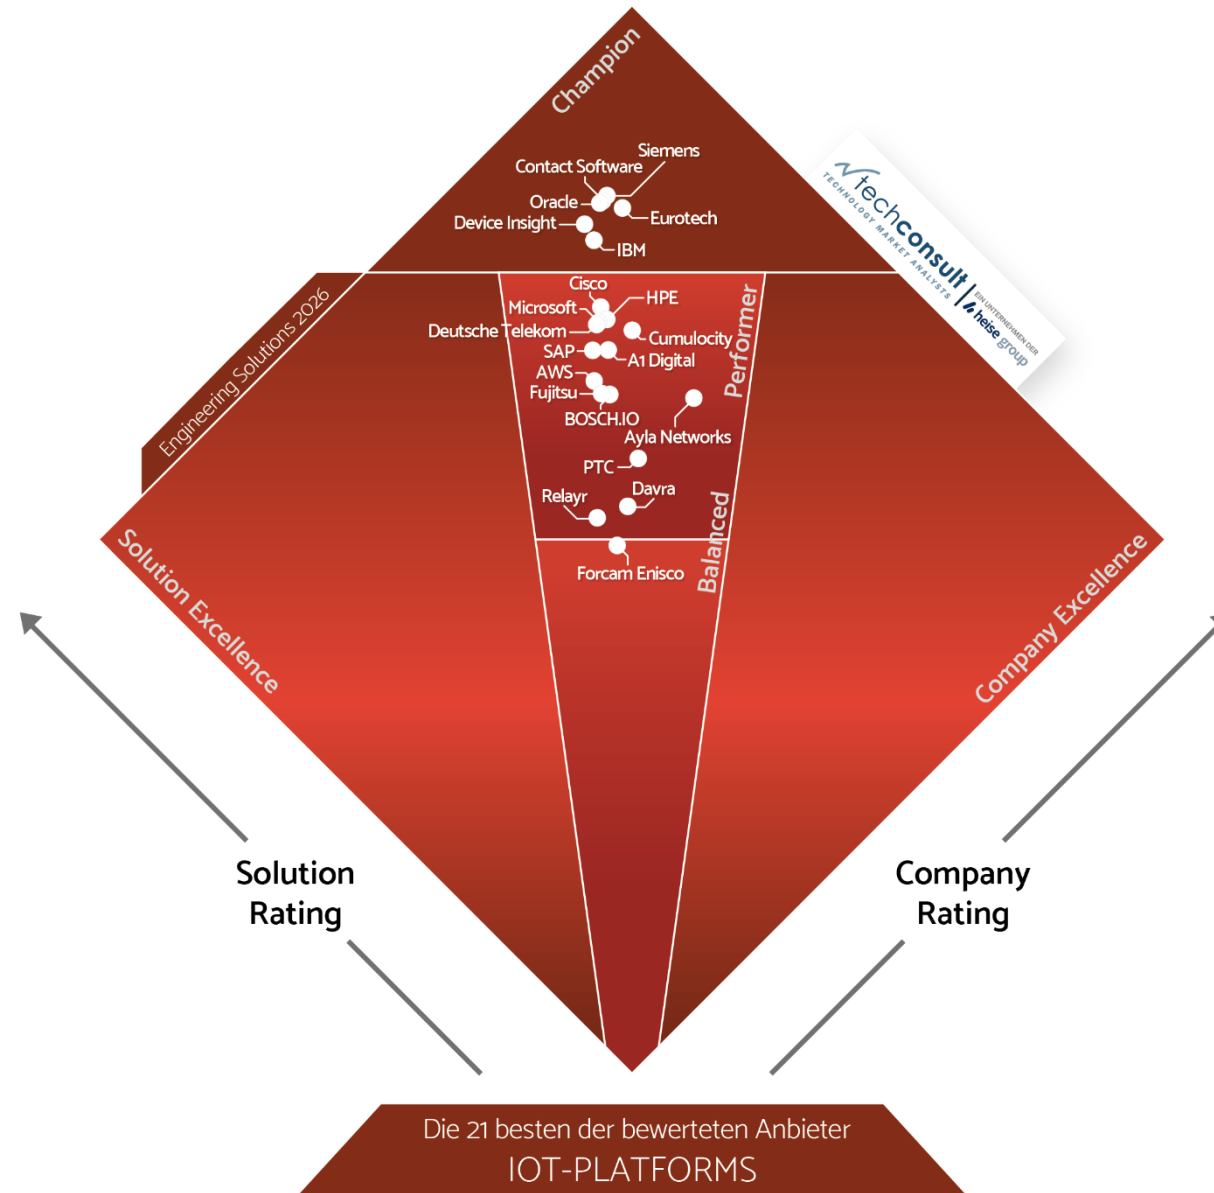 Champion
Siemens
Contact Software
Oracle
Eurotech
Device Insight
IBM
techconsult
TECHNOLOGY MARKET ANALYSTS
EIN UNTERNEHMEN DER
heise group
Engineering Solutions 2026
Cisco
HPE
Microsoft
Deutsche Telekom
Cumulocity
SAP
A1 Digital
AWS
Fujitsu
BOSCH.IO
Performer
Ayla Networks
PTC
Relayr
Davra
Balanced
Forcam Enisco
Solution Excellence
Company Excellence
Solution
Rating
Company
Rating
Die 21 besten der bewerteten Anbieter
IOT-PLATFORMS